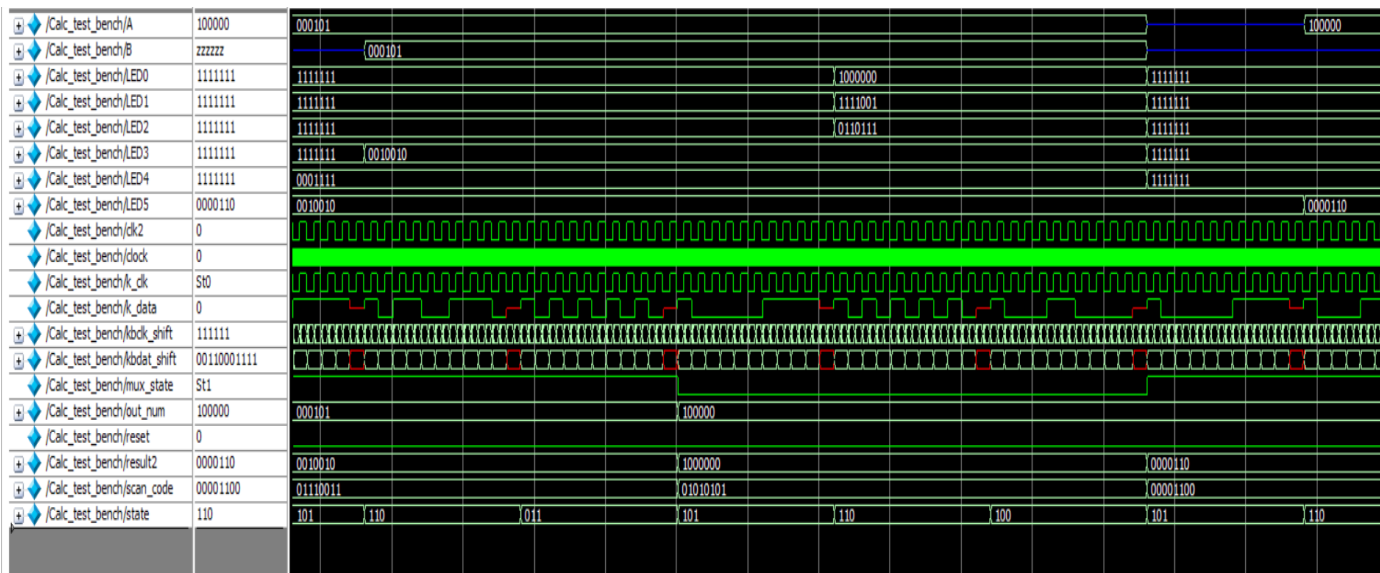 /Calc_test_bench/A 100000 000101 100000
/Calc_test_bench/B zzzzzz 000101
/Calc_test_bench/LED0 1111111 1111111 1000000 1111111
/Calc_test_bench/LED1 1111111 1111111 1111001 1111111
/Calc_test_bench/LED2 1111111 1111111 0110111 1111111
/Calc_test_bench/LED3 1111111 1111111 0010010 1111111
/Calc_test_bench/LED4 1111111 0001111 1111111
/Calc_test_bench/LED5 0000110 0010010 0000110
/Calc_test_bench/clk2 0
/Calc_test_bench/clock 0
/Calc_test_bench/k_clk St0
/Calc_test_bench/k_data 0
/Calc_test_bench/kbclk_shift 111111
/Calc_test_bench/kbdat_shift 00110001111
/Calc_test_bench/mux_state St1
/Calc_test_bench/out_num 100000 000101 100000
/Calc_test_bench/reset 0
/Calc_test_bench/result2 0000110 0010010 1000000 0000110
/Calc_test_bench/scan_code 00001100 01110011 01010101 00001100
/Calc_test_bench/state 110 101 110 011 101 110 100 101 110